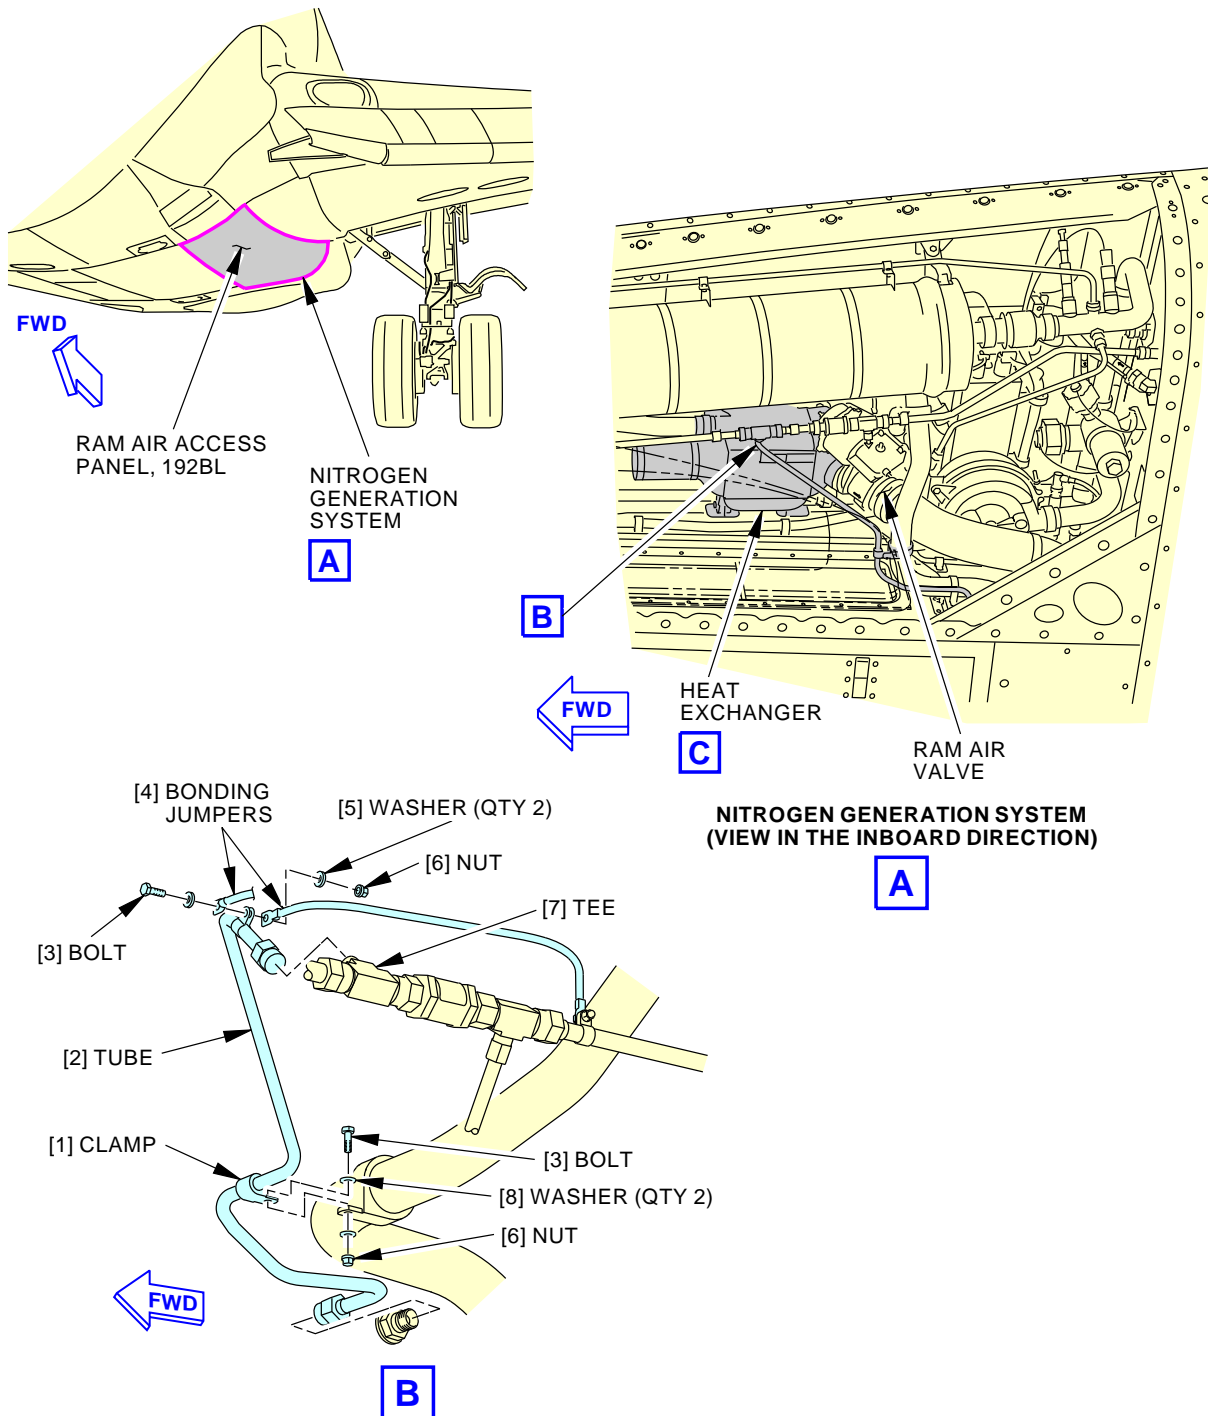 FWD
RAM AIR ACCESS
PANEL, 192BL
NITROGEN
GENERATION
SYSTEM
A
B
FWD
HEAT
EXCHANGER
C
RAM AIR
VALVE
NITROGEN GENERATION SYSTEM
(VIEW IN THE INBOARD DIRECTION)
A
[4] BONDING
JUMPERS
[5] WASHER (QTY 2)
[6] NUT
[7] TEE
[3] BOLT
[2] TUBE
[1] CLAMP
[3] BOLT
[8] WASHER (QTY 2)
[6] NUT
FWD
B